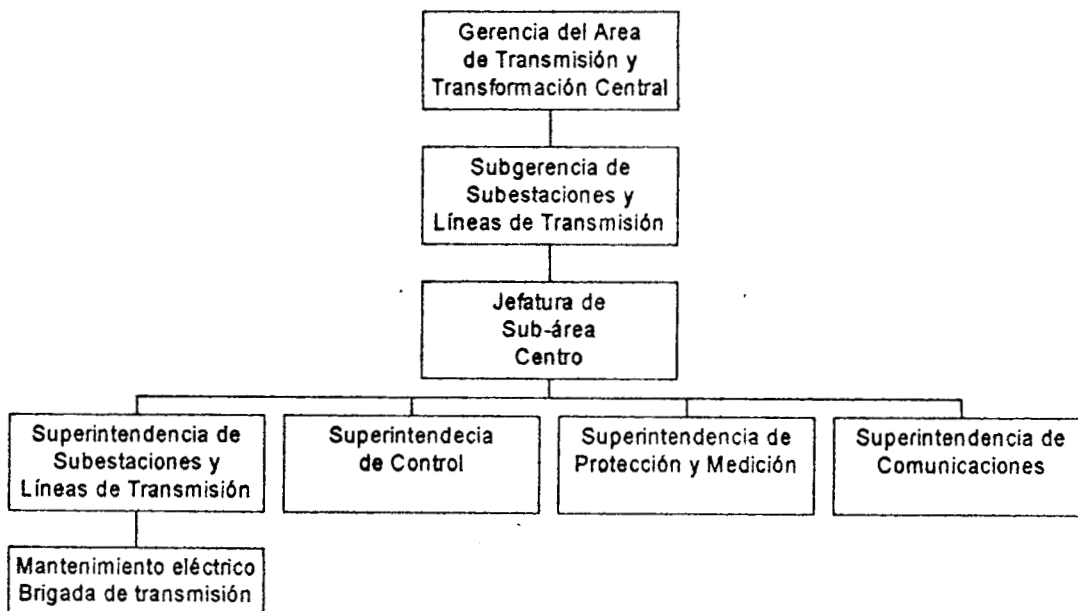 Gerencia del Area
de Transmisión y
Transformación Central
Subgerencia de
Subestaciones y
Líneas de Transmisión
Jefatura de
Sub-área
Centro
Superintendencia de
Subestaciones y
Líneas de Transmisión
Superintendecia
de Control
Superintendencia de
Protección y Medición
Superintendencia de
Comunicaciones
Mantenimiento eléctrico
Brigada de transmisión